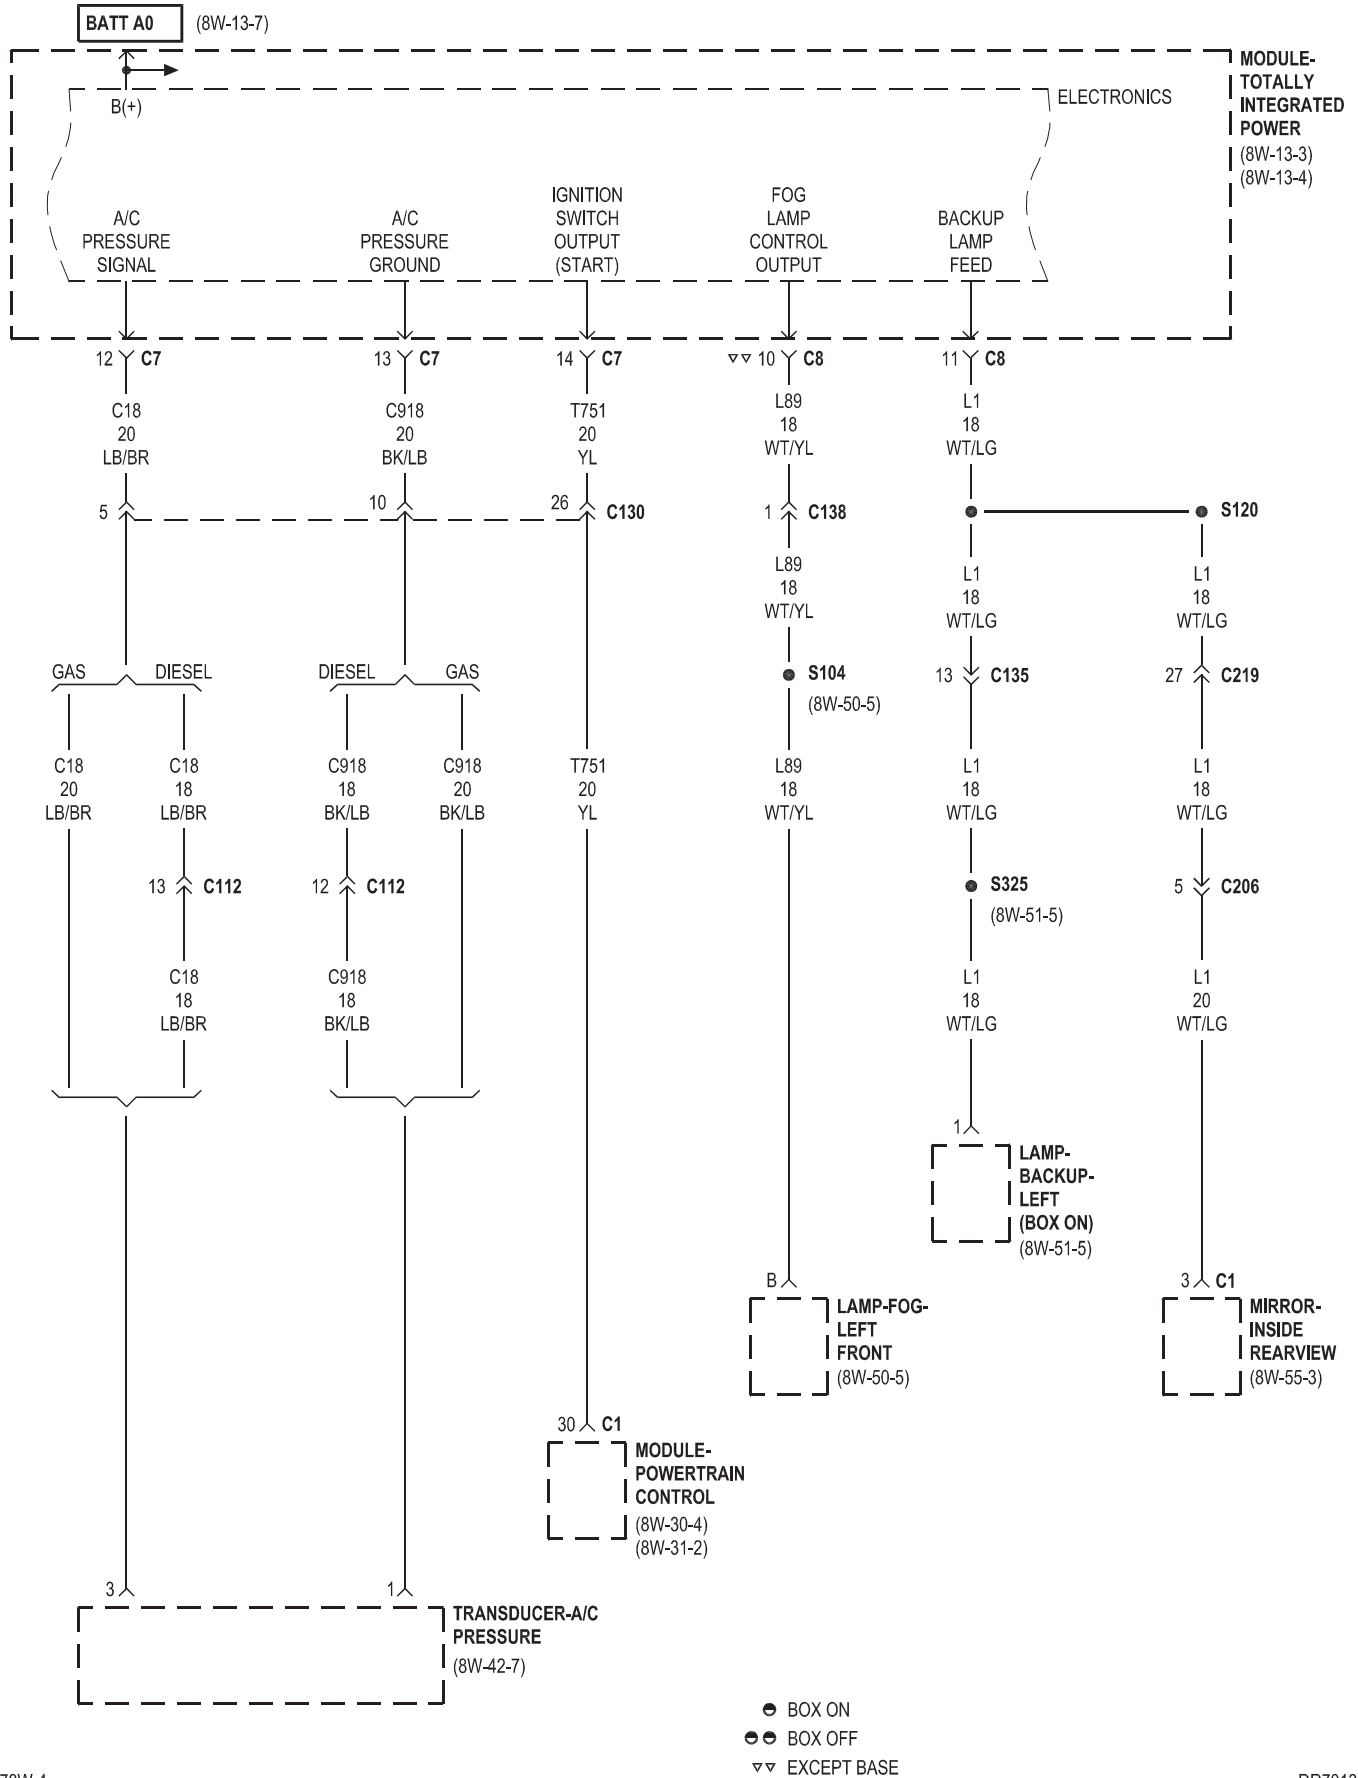 BATT A0 (8W-13-7)
MODULE-
TOTALLY
INTEGRATED
POWER
(8W-13-3)
(8W-13-4)
B(+)
ELECTRONICS
A/C
PRESSURE
SIGNAL
A/C
PRESSURE
GROUND
IGNITION
SWITCH
OUTPUT
(START)
FOG
LAMP
CONTROL
OUTPUT
BACKUP
LAMP
FEED
12 C7
13 C7
14 C7
10 C8
11 C8
C18
20
LB/BR
C918
20
BK/LB
T751
20
YL
L89
18
WT/YL
L1
18
WT/LG
5
10
26 C130
1 C138
S120
L89
18
WT/YL
L1
18
WT/LG
L1
18
WT/LG
GAS DIESEL
DIESEL GAS
S104
(8W-50-5)
13 C135
27 C219
C18
20
LB/BR
C18
18
LB/BR
C918
18
BK/LB
C918
20
BK/LB
T751
20
YL
L89
18
WT/YL
L1
18
WT/LG
L1
18
WT/LG
13 C112
12 C112
S325
(8W-51-5)
5 C206
C18
18
LB/BR
C918
18
BK/LB
L1
18
WT/LG
L1
20
WT/LG
1
LAMP-
BACKUP-
LEFT
(BOX ON)
(8W-51-5)
B
LAMP-FOG-
LEFT
FRONT
(8W-50-5)
3 C1
MIRROR-
INSIDE
REARVIEW
(8W-55-3)
30 C1
MODULE-
POWERTRAIN
CONTROL
(8W-30-4)
(8W-31-2)
3
1
TRANSDUCER-A/C
PRESSURE
(8W-42-7)
BOX ON
BOX OFF
EXCEPT BASE